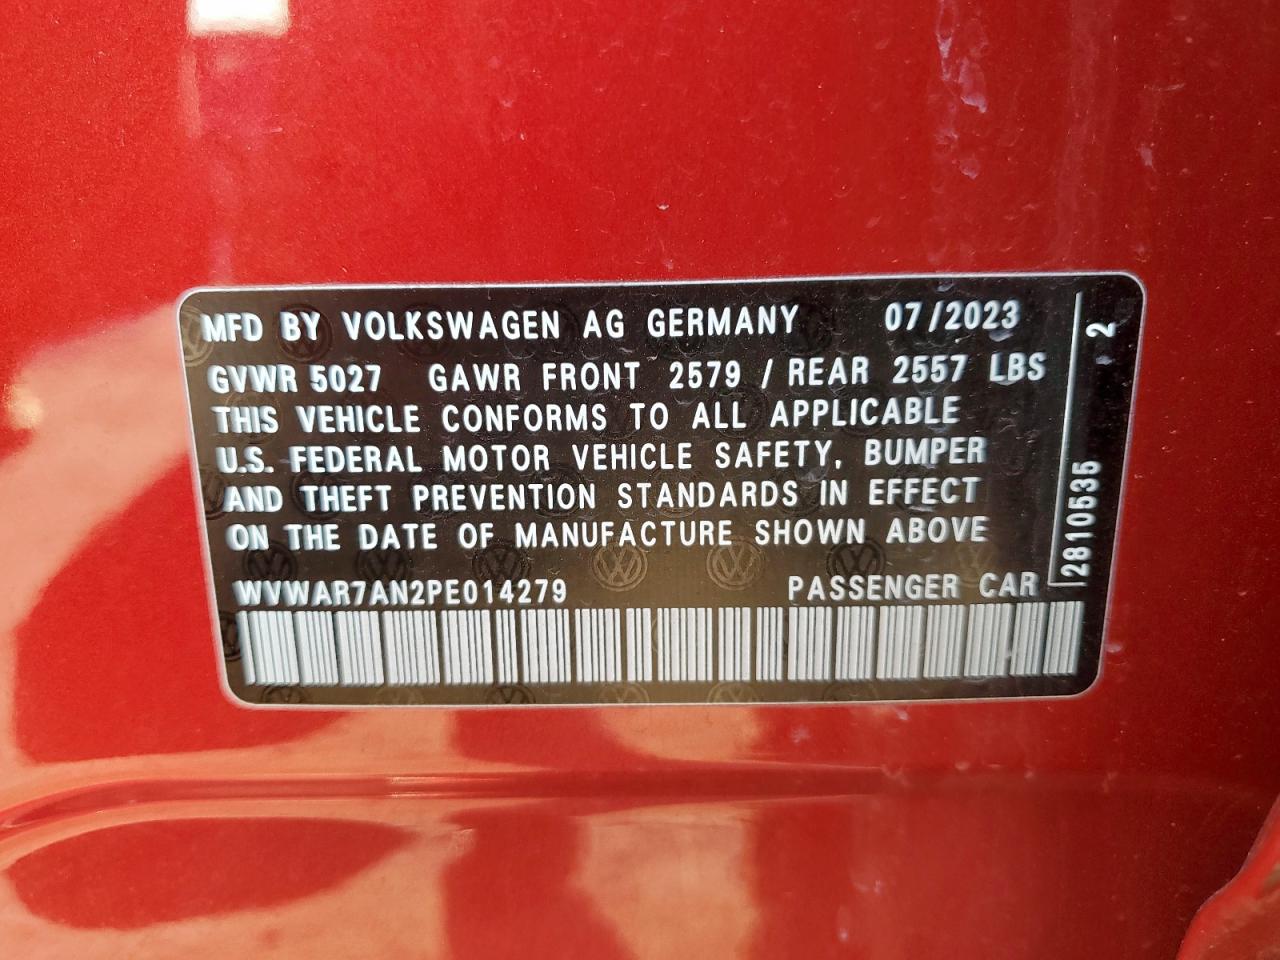 MFD BY VOLKSWAGEN AG GERMANY 07/2023
GVWR 5027 GAWR FRONT 2579 / REAR 2557 LBS
THIS VEHICLE CONFORMS TO ALL APPLICABLE
U.S. FEDERAL MOTOR VEHICLE SAFETY, BUMPER
AND THEFT PREVENTION STANDARDS IN EFFECT
ON THE DATE OF MANUFACTURE SHOWN ABOVE
WVWAR7AN2PE014279 PASSENGER CAR
2810535 2